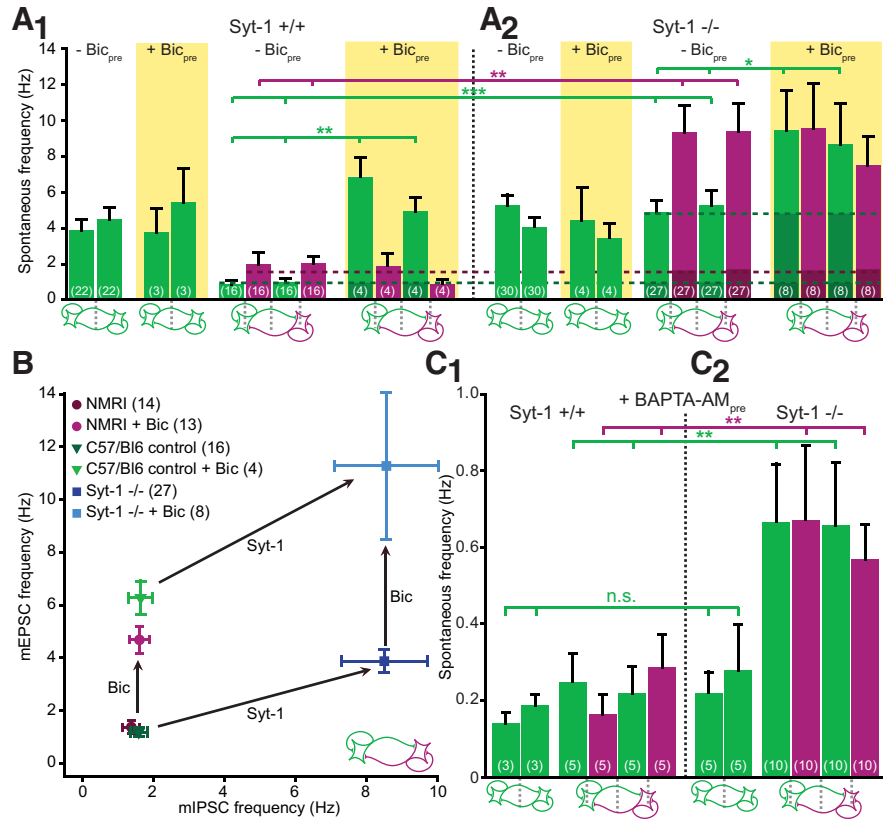 A1
Syt-1 +/+
A2
Syt-1 -/-
- Bicpre
+ Bicpre
- Bicpre
+ Bicpre
- Bicpre
+ Bicpre
- Bicpre
+ Bicpre
Spontaneous frequency (Hz)
14
12
10
8
6
4
2
0
**
*
***
**
(22) (22) (3) (3) (16) (16) (16) (16) (4) (4) (4) (4) (30) (30) (4) (4) (27) (27) (27) (27) (8) (8) (8) (8)
B
mEPSC frequency (Hz)
14
12
10
8
6
4
2
0
NMRI (14)
NMRI + Bic (13)
C57/Bl6 control (16)
C57/Bl6 control + Bic (4)
Syt-1 -/- (27)
Syt-1 -/- + Bic (8)
Syt-1
Bic
Bic
Syt-1
0 2 4 6 8 10
mIPSC frequency (Hz)
C1
C2
+ BAPTA-AMpre
Syt-1 +/+
Syt-1 -/-
Spontaneous frequency (Hz)
1.0
0.8
0.6
0.4
0.2
0
**
**
n.s.
(3) (3) (5) (5) (5) (5) (5) (5) (10) (10) (10) (10)